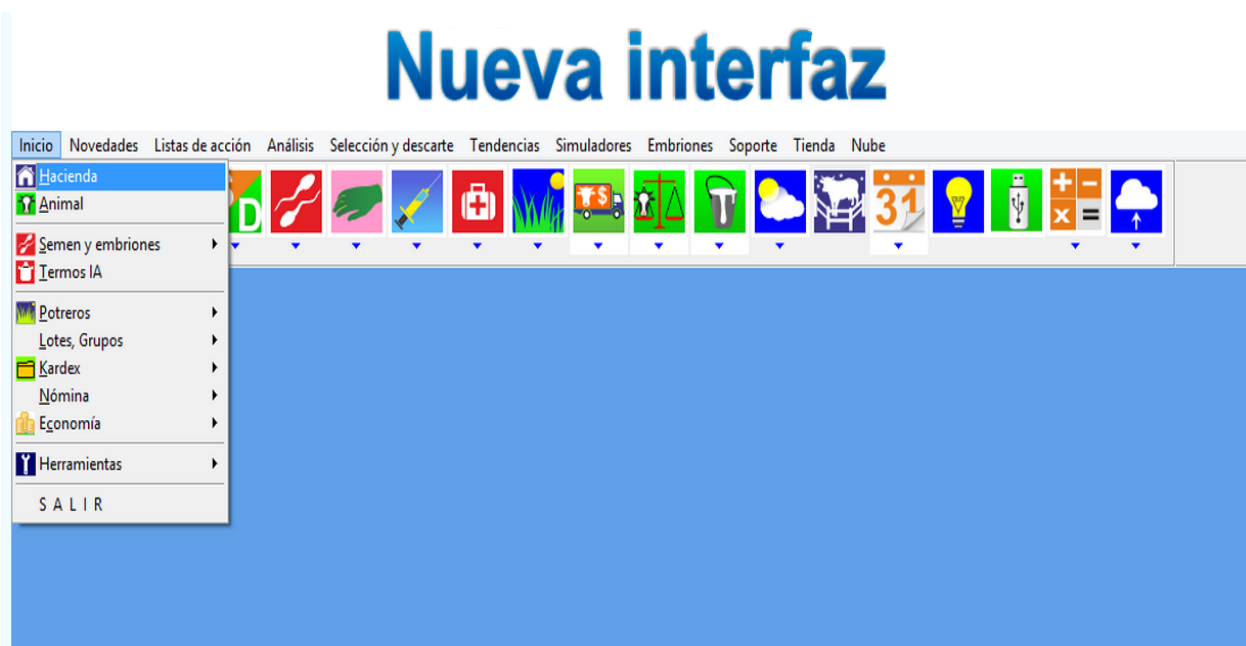 Nueva interfaz
Inicio Novedades Listas de acción Análisis Selección y descarte Tendencias Simuladores Embriones Soporte Tienda Nube
Hacienda
Animal
Semen y embriones
Termos IA
Potreros
Lotes, Grupos
Kardex
Nómina
Economía
Herramientas
S A L I R
D
$
31
+ - x =